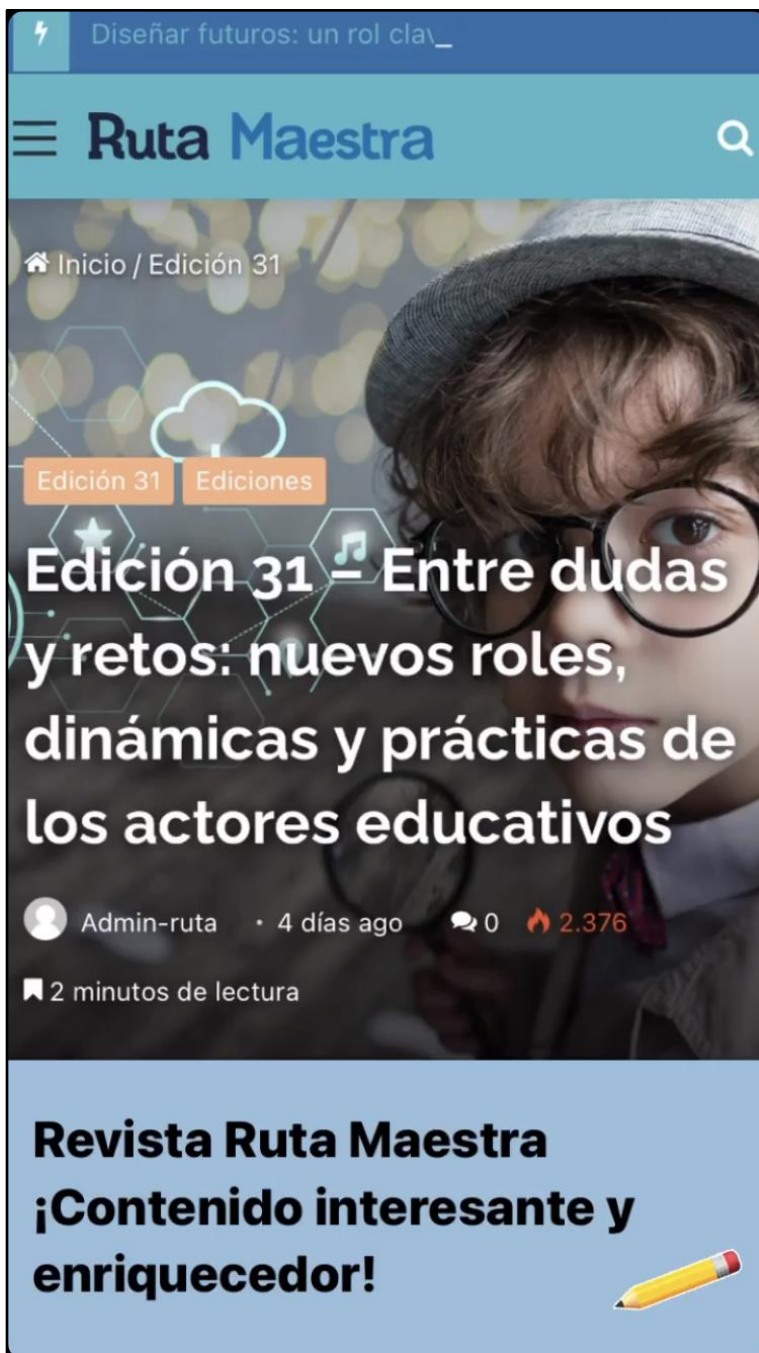 Diseñar futuros: un rol clav_
Ruta Maestra
Inicio / Edición 31
Edición 31 Ediciones
Edición 31 – Entre dudas
y retos: nuevos roles,
dinámicas y prácticas de
los actores educativos
Admin-ruta • 4 días ago 0 2.376
2 minutos de lectura
Revista Ruta Maestra
¡Contenido interesante y
enriquecedor!